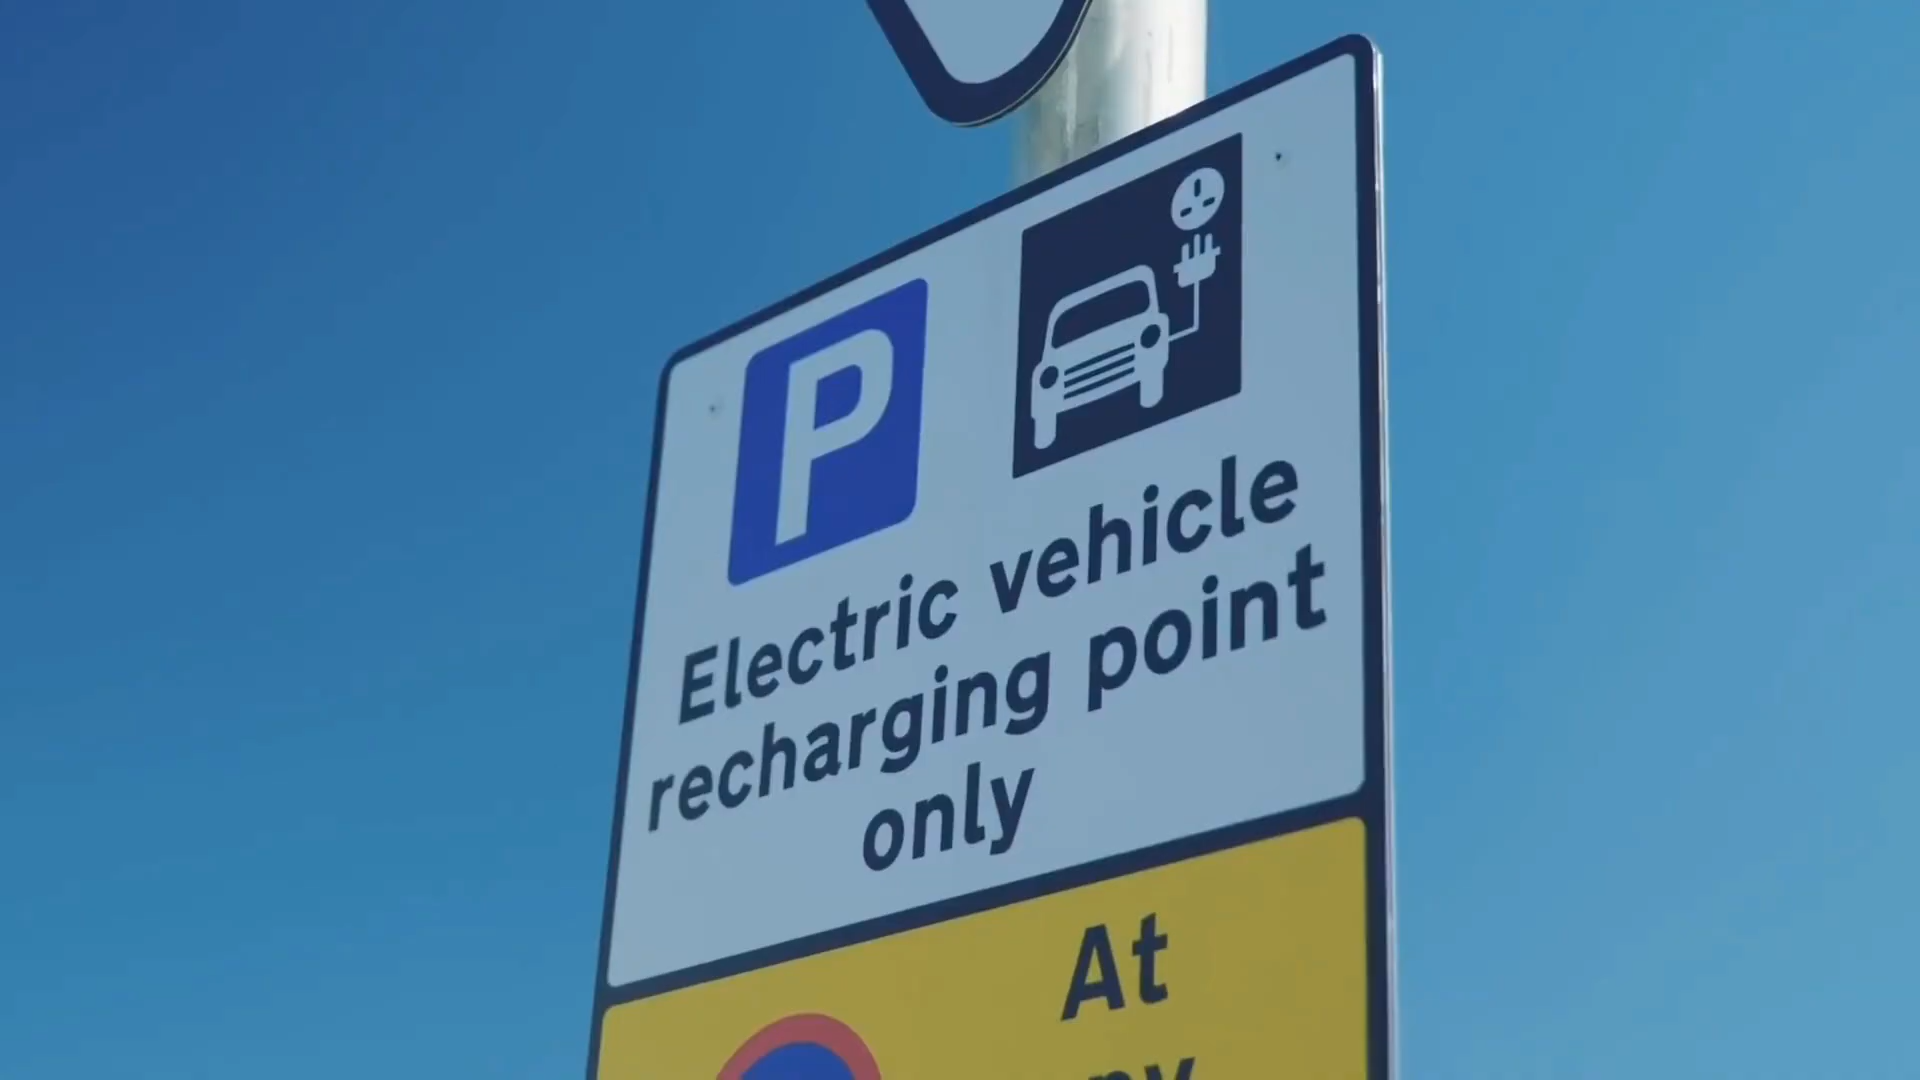 P
Electric vehicle
recharging point
only
At